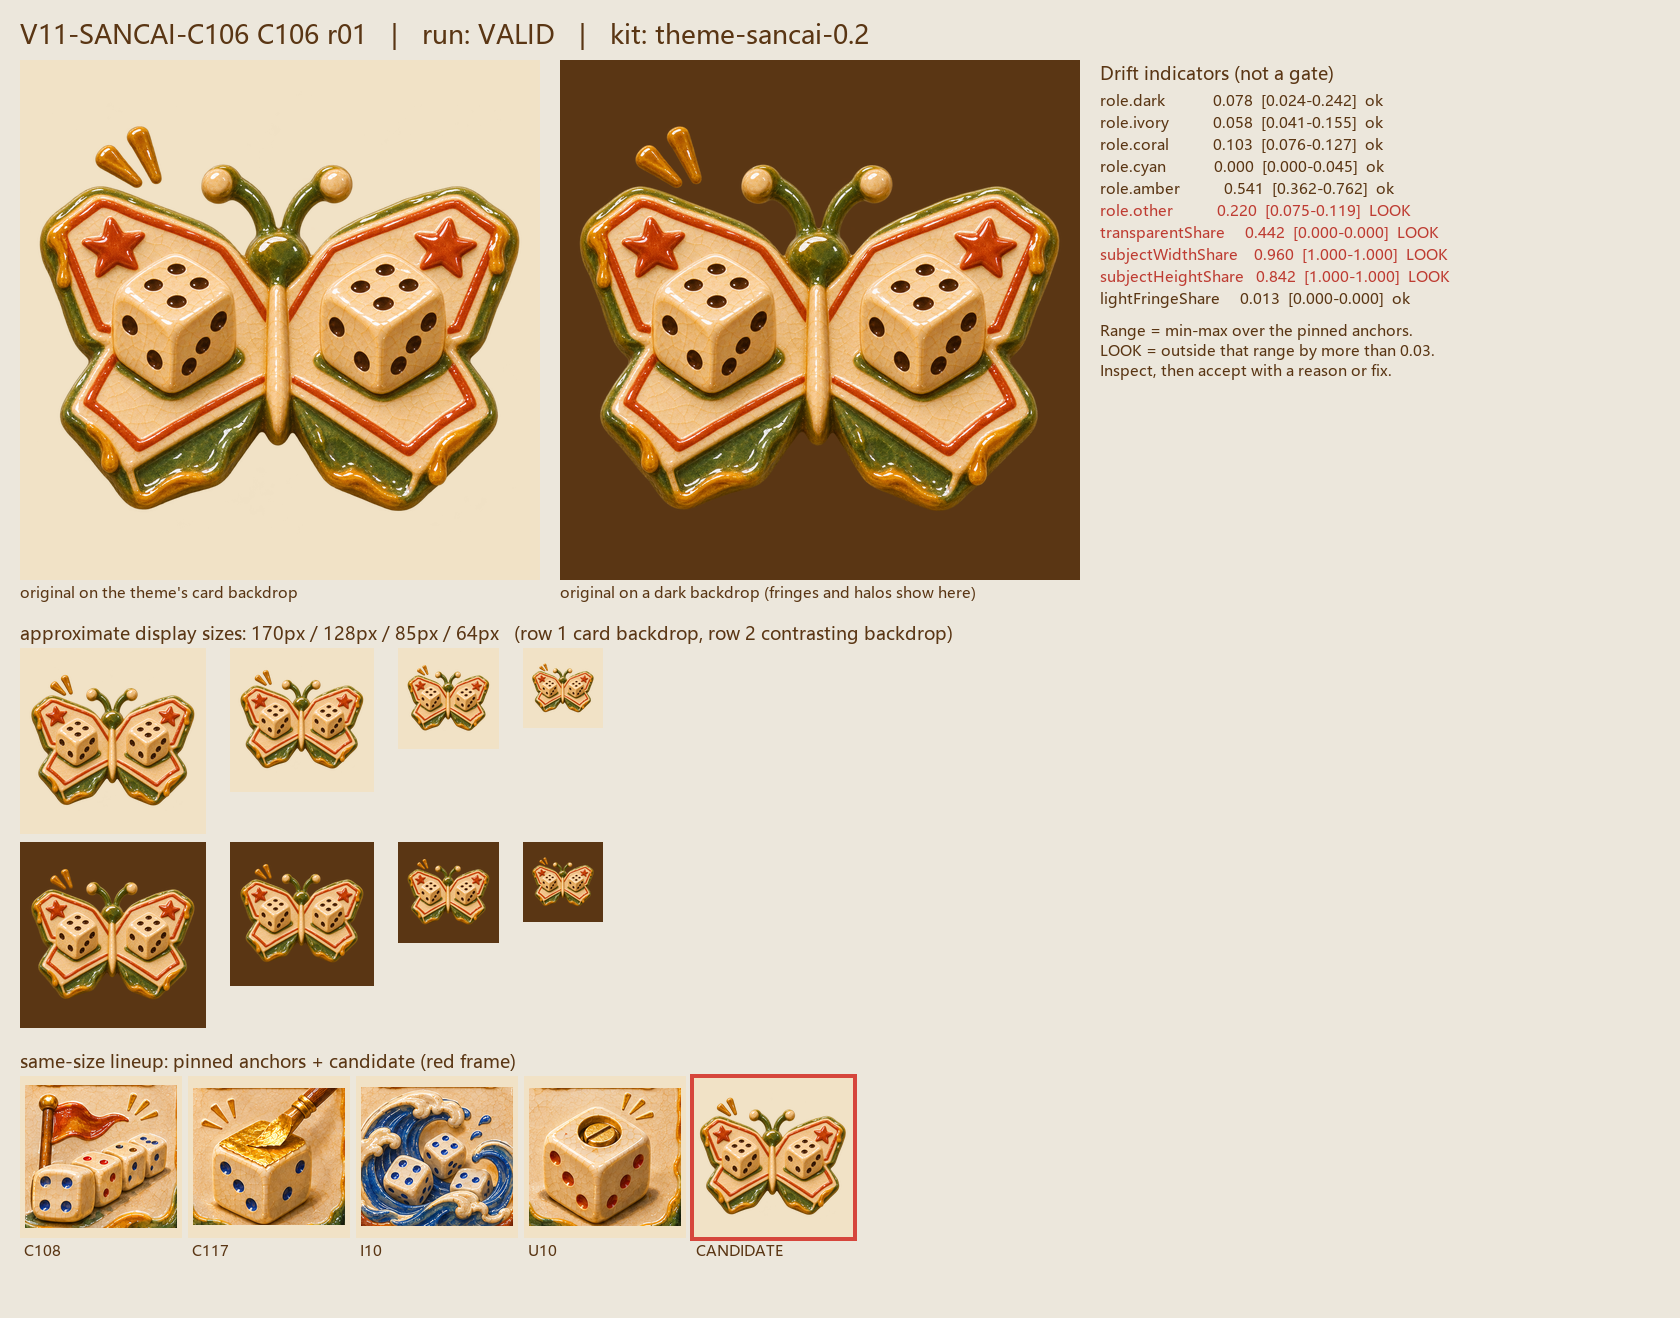 V11-SANCAI-C106 C106 r01 | run: VALID | kit: theme-sancai-0.2
Drift indicators (not a gate)
role.dark 0.078 [0.024-0.242] ok
role.ivory 0.058 [0.041-0.155] ok
role.coral 0.103 [0.076-0.127] ok
role.cyan 0.000 [0.000-0.045] ok
role.amber 0.541 [0.362-0.762] ok
role.other 0.220 [0.075-0.119] LOOK
transparentShare 0.442 [0.000-0.000] LOOK
subjectWidthShare 0.960 [1.000-1.000] LOOK
subjectHeightShare 0.842 [1.000-1.000] LOOK
lightFringeShare 0.013 [0.000-0.000] ok
Range = min-max over the pinned anchors.
LOOK = outside that range by more than 0.03.
Inspect, then accept with a reason or fix.
original on the theme's card backdrop
original on a dark backdrop (fringes and halos show here)
approximate display sizes: 170px / 128px / 85px / 64px (row 1 card backdrop, row 2 contrasting backdrop)
same-size lineup: pinned anchors + candidate (red frame)
C108
C117
I10
U10
CANDIDATE